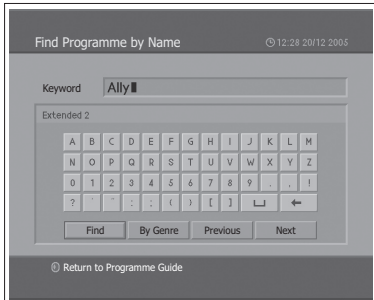 Find Programme by Name 12:28 20/12 2005
Keyword Ally
Extended 2
A B C D E F G H I J K L M
N O P Q R S T U V W X Y Z
0 1 2 3 4 5 6 7 8 9 . , !
? ' " : ; ( ) [ ]
Find By Genre Previous Next
Return to Programme Guide